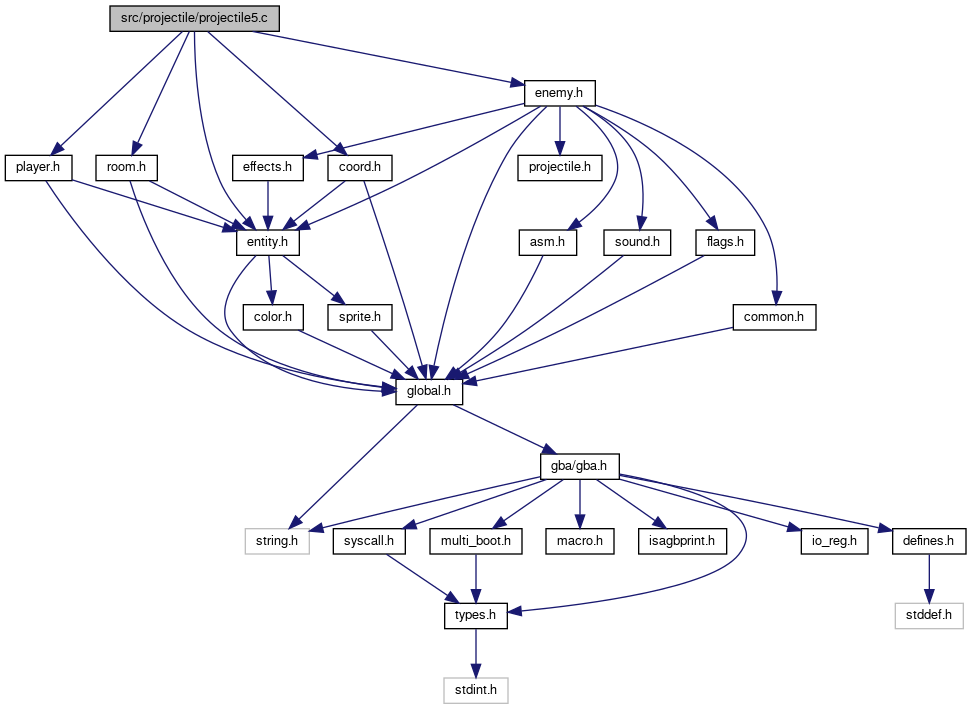 src/projectile/projectile5.c
enemy.h
player.h
room.h
effects.h
coord.h
projectile.h
entity.h
asm.h
sound.h
flags.h
color.h
sprite.h
common.h
global.h
gba/gba.h
string.h
syscall.h
multi_boot.h
macro.h
isagbprint.h
io_reg.h
defines.h
types.h
stddef.h
stdint.h